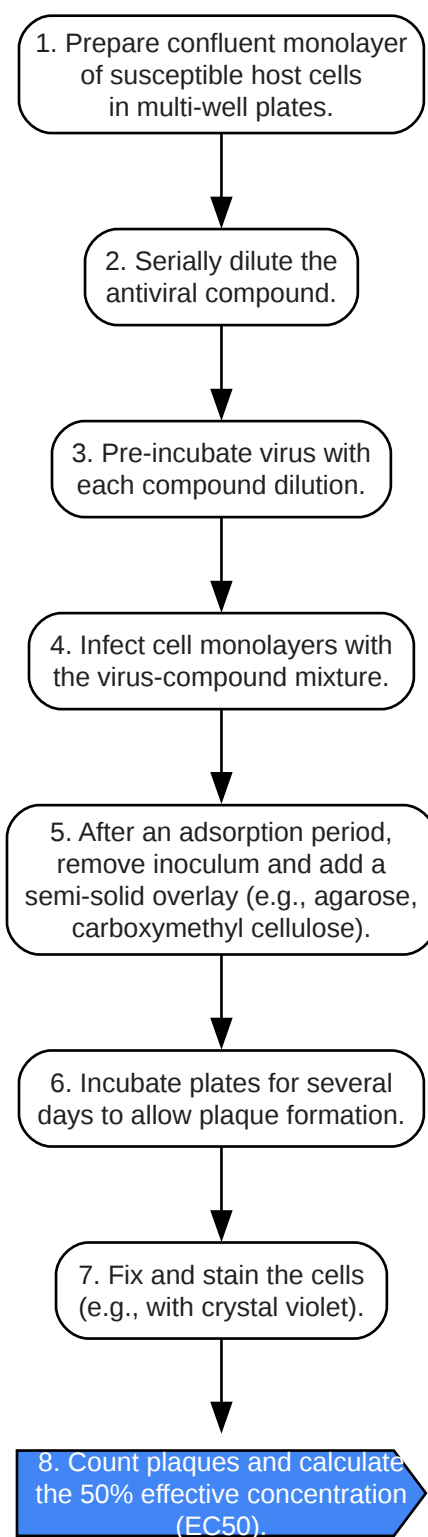 1. Prepare confluent monolayer
of susceptible host cells
in multi-well plates.
2. Serially dilute the
antiviral compound.
3. Pre-incubate virus with
each compound dilution.
4. Infect cell monolayers with
the virus-compound mixture.
5. After an adsorption period,
remove inoculum and add a
semi-solid overlay (e.g., agarose,
carboxymethyl cellulose).
6. Incubate plates for several
days to allow plaque formation.
7. Fix and stain the cells
(e.g., with crystal violet).
8. Count plaques and calculate
the 50% effective concentration
(EC50).